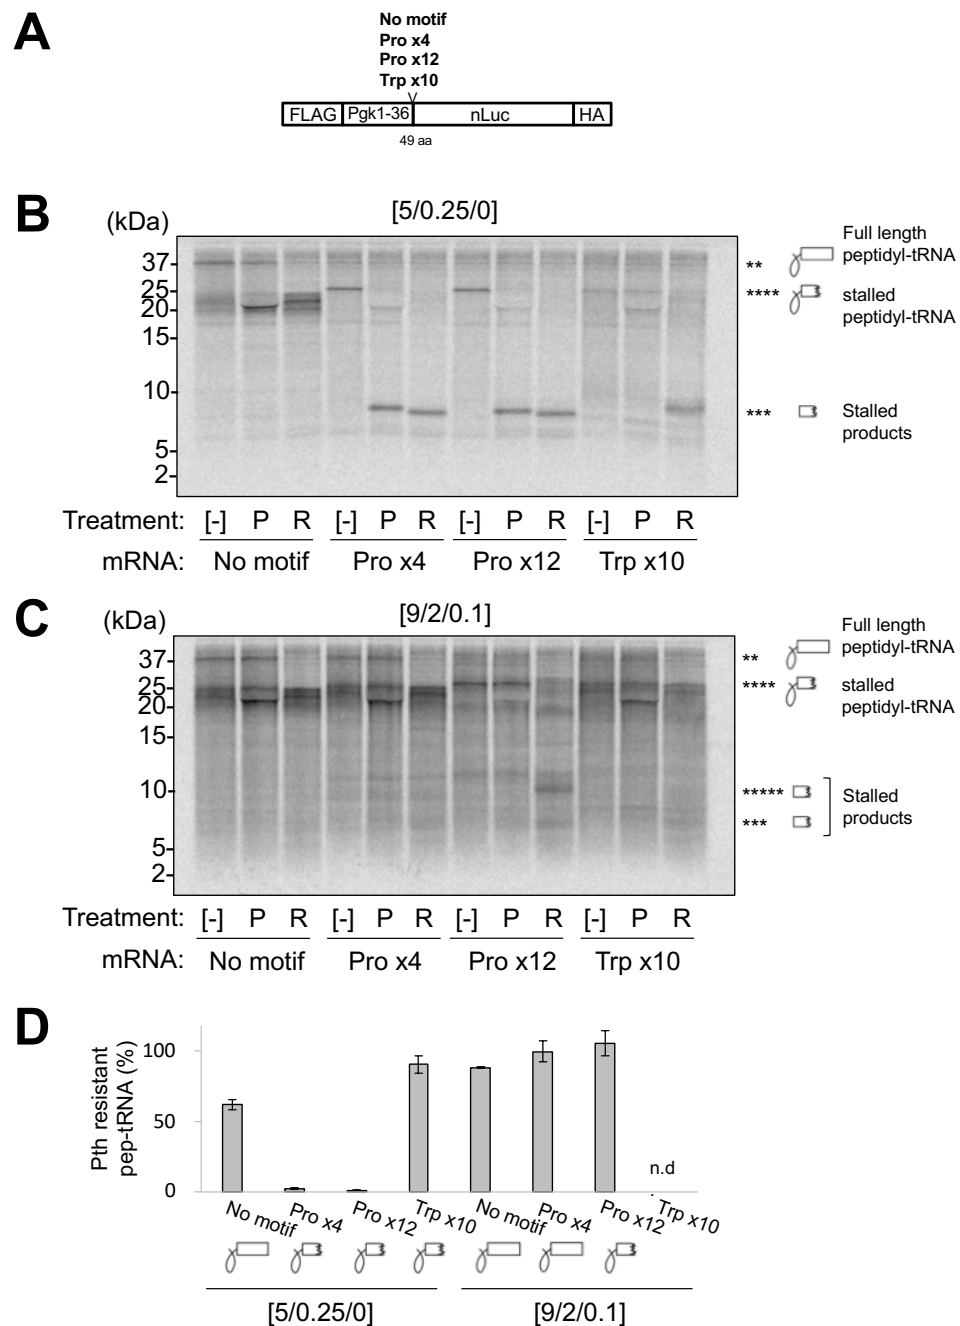 A
No motif
Pro x4
Pro x12
Trp x10
FLAG Pgk1-36 nLuc HA
49 aa
B
(kDa) [5/0.25/0]
Full length
peptidyl-tRNA
37 **
25 ****
stalled
peptidyl-tRNA
20
15
10
*** Stalled
products
5
2
Treatment: [-] P R [-] P R [-] P R [-] P R
mRNA: No motif Pro x4 Pro x12 Trp x10
C
(kDa) [9/2/0.1]
Full length
peptidyl-tRNA
37 **
25 ****
stalled
peptidyl-tRNA
20
15
10 *****
Stalled
products
***
5
2
Treatment: [-] P R [-] P R [-] P R [-] P R
mRNA: No motif Pro x4 Pro x12 Trp x10
D
Pth resistant
pep-tRNA (%)
100
50
0
n.d
No motif Pro x4 Pro x12 Trp x10 No motif Pro x4 Pro x12 Trp x10
[5/0.25/0] [9/2/0.1]